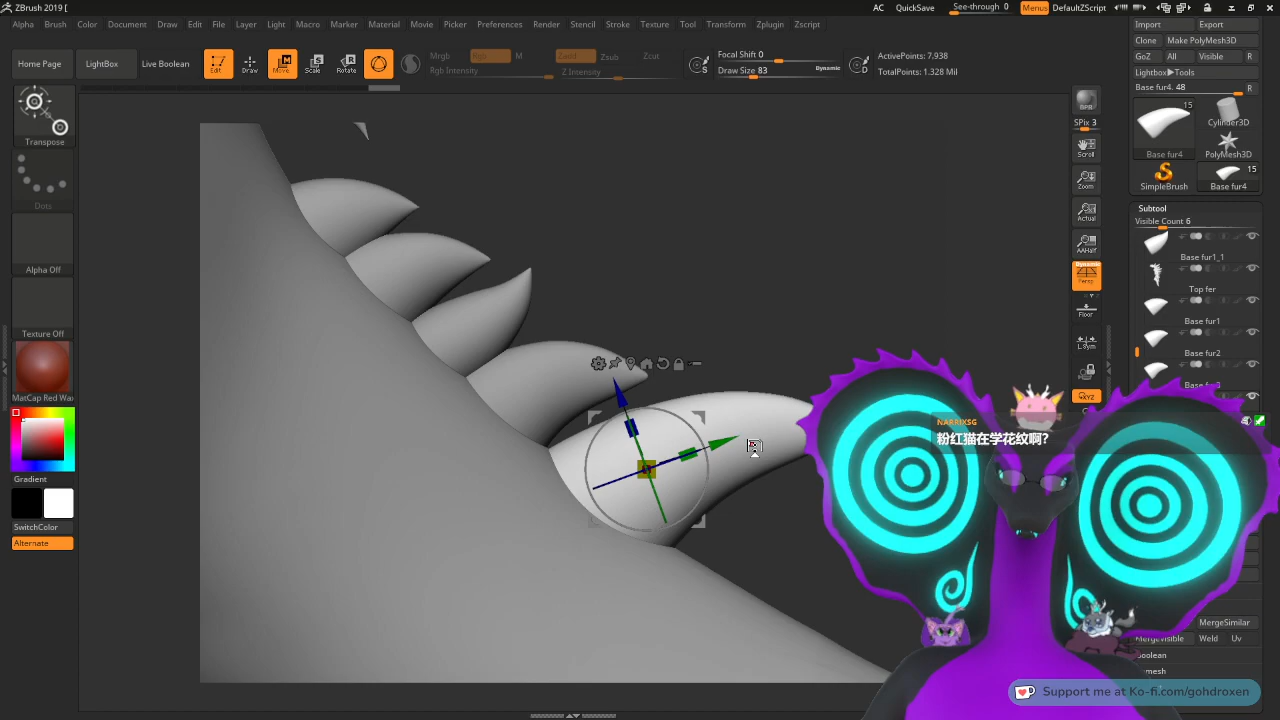 ZBrush 2019 [
AC
QuickSave
See-through 0
Menus
DefaultZScript
Alpha
Brush
Color
Document
Draw
Edit
File
Layer
Light
Macro
Marker
Material
Movie
Picker
Preferences
Render
Stencil
Stroke
Texture
Tool
Transform
Zplugin
Zscript
Home Page
LightBox
Live Boolean
Edit
Draw
Move
Scale
Rotate
Mrgb
Rgb
M
Rgb Intensity
Zadd
Zsub
Zcut
Z Intensity
Focal Shift 0
Draw Size 83
Dynamic
ActivePoints: 7,938
TotalPoints: 1.328 Mil
Import
Export
Clone
Make PolyMesh3D
GoZ
All
Visible
R
Lightbox▶Tools
Base fur4. 48
R
15
Base fur4
Cylinder3D
PolyMesh3D
SimpleBrush
15
Base fur4
Subtool
Visible Count 6
Base fur1_1
Top fer
Base fur1
Base fur2
MergeSimilar
MergeVisible
Weld
Uv
BPR
SPix 3
Scroll
Zoom
Actual
AAHalf
Dynamic
Persp
Floor
L.Sym
Transpose
Dots
Alpha Off
Texture Off
MatCap Red Wax
Gradient
SwitchColor
Alternate
NARRIXSG
粉红猫在学花纹啊?
Support me at Ko-fi.com/gohdroxen